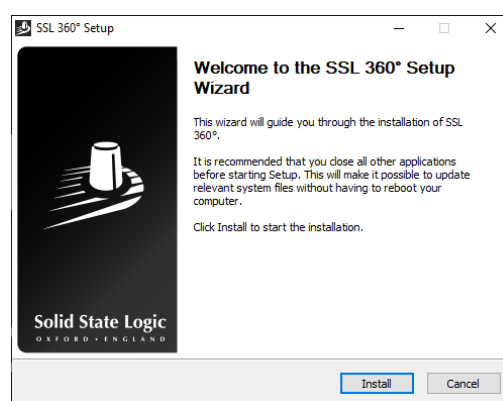 SSL 360° Setup
Welcome to the SSL 360° Setup
Wizard
This wizard will guide you through the installation of SSL
360°.
It is recommended that you close all other applications
before starting Setup. This will make it possible to update
relevant system files without having to reboot your
computer.
Click Install to start the installation.
Solid State Logic
OXFORD • ENGLAND
Install
Cancel